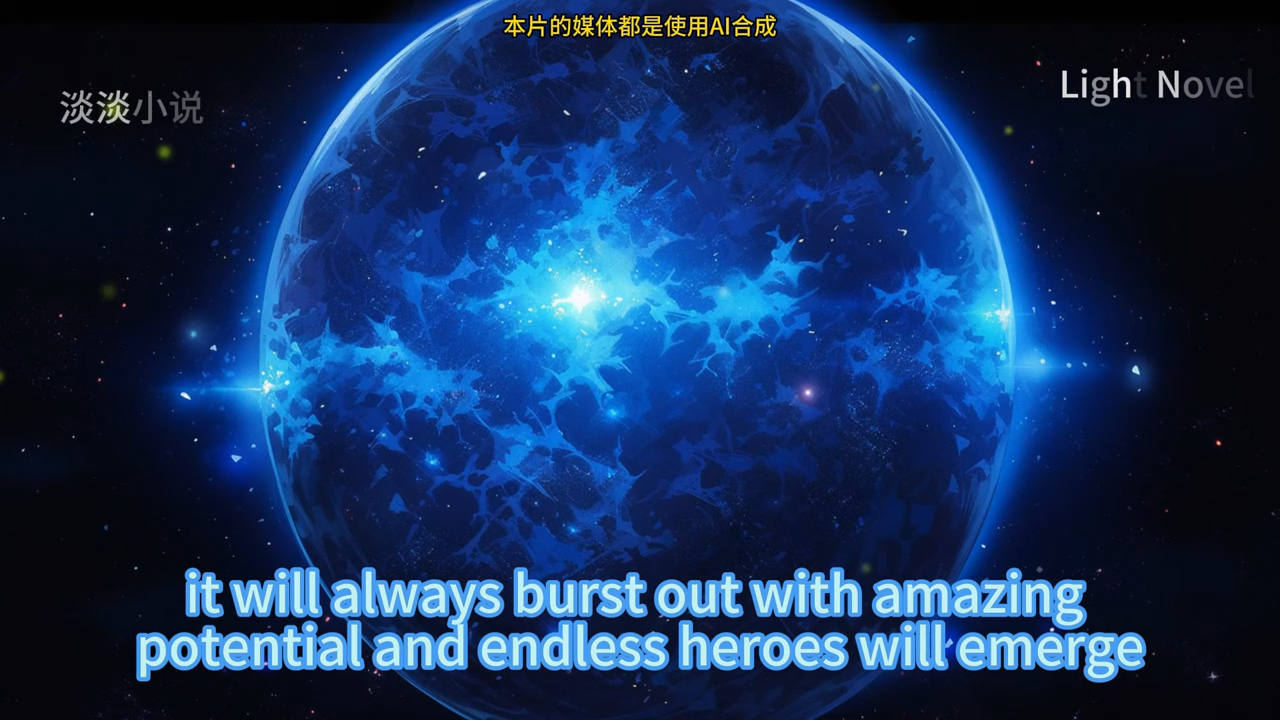 本片的媒体都是使用AI合成
淡淡小说
Light Novel
it will always burst out with amazing
potential and endless heroes will emerge